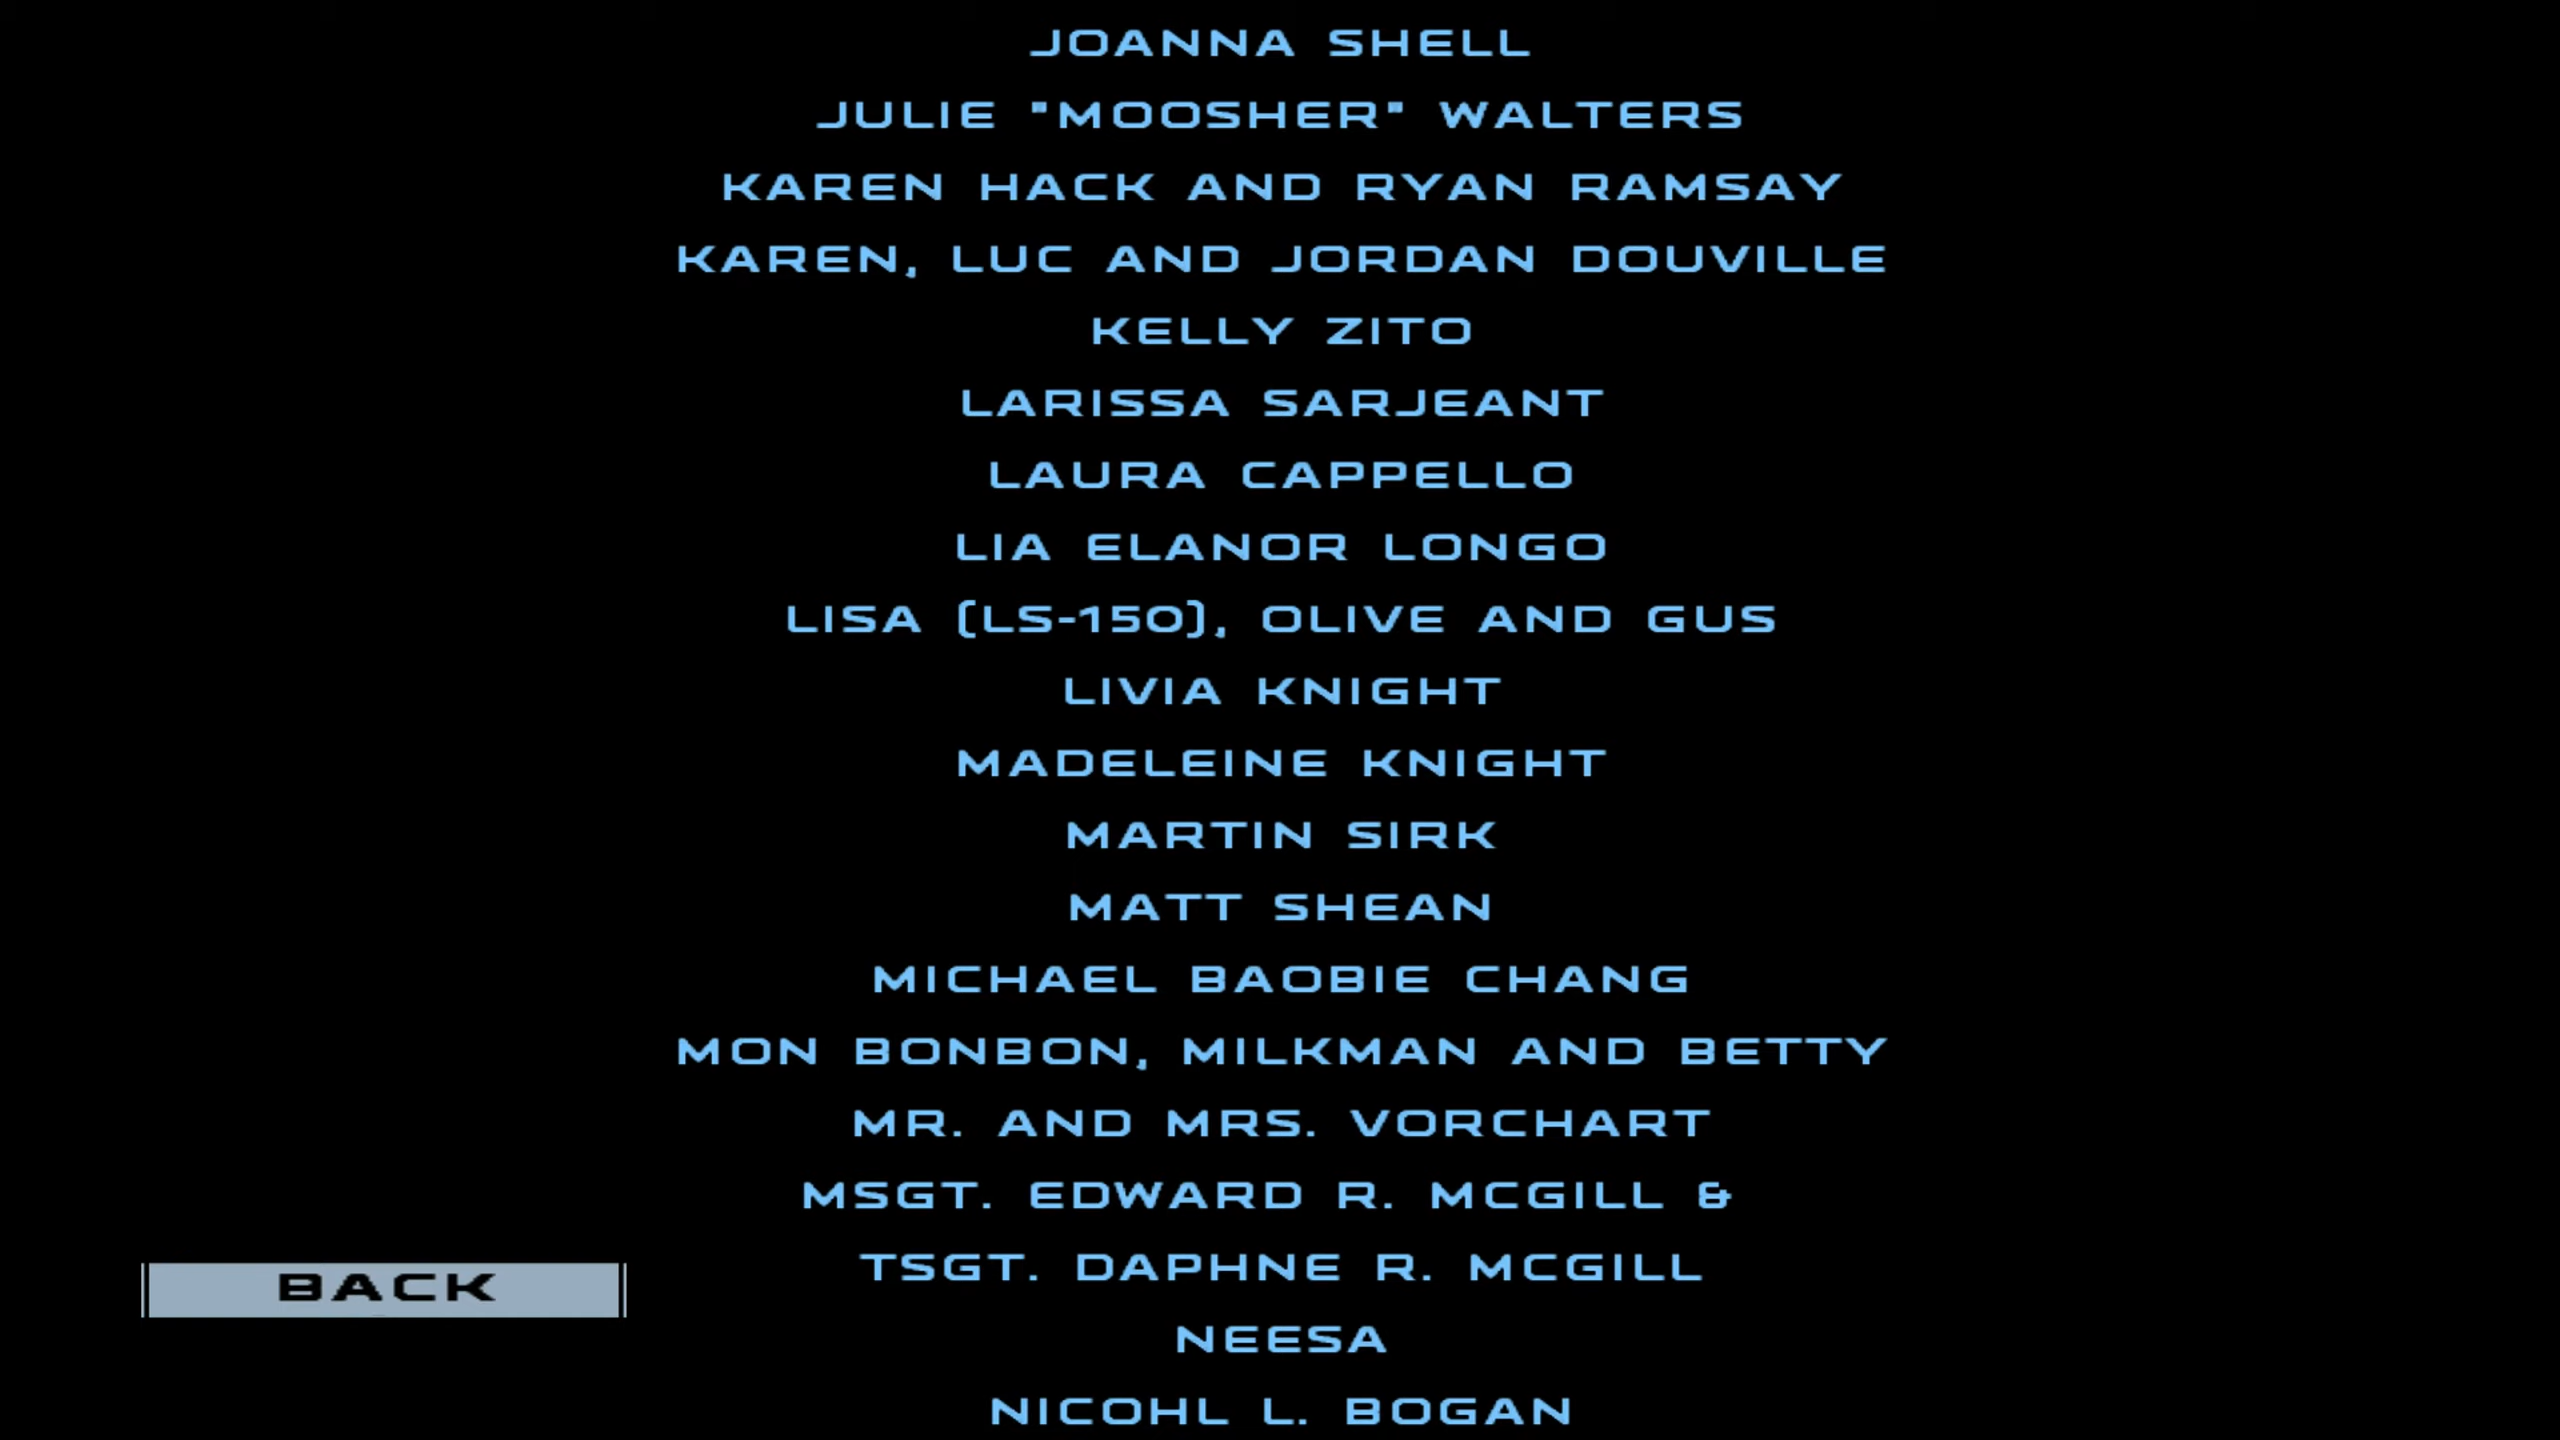 JOANNA SHELL
JULIE "MOOSHER" WALTERS
KAREN HACK AND RYAN RAMSAY
KAREN, LUC AND JORDAN DOUVILLE
KELLY ZITO
LARISSA SARJEANT
LAURA CAPPELLO
LIA ELANOR LONGO
LISA (LS-150), OLIVE AND GUS
LIVIA KNIGHT
MADELEINE KNIGHT
MARTIN SIRK
MATT SHEAN
MICHAEL BAOBIE CHANG
MON BONBON, MILKMAN AND BETTY
MR. AND MRS. VORCHART
MSGT. EDWARD R. MCGILL &
TSGT. DAPHNE R. MCGILL
BACK
NEESA
NICOHL L. BOGAN